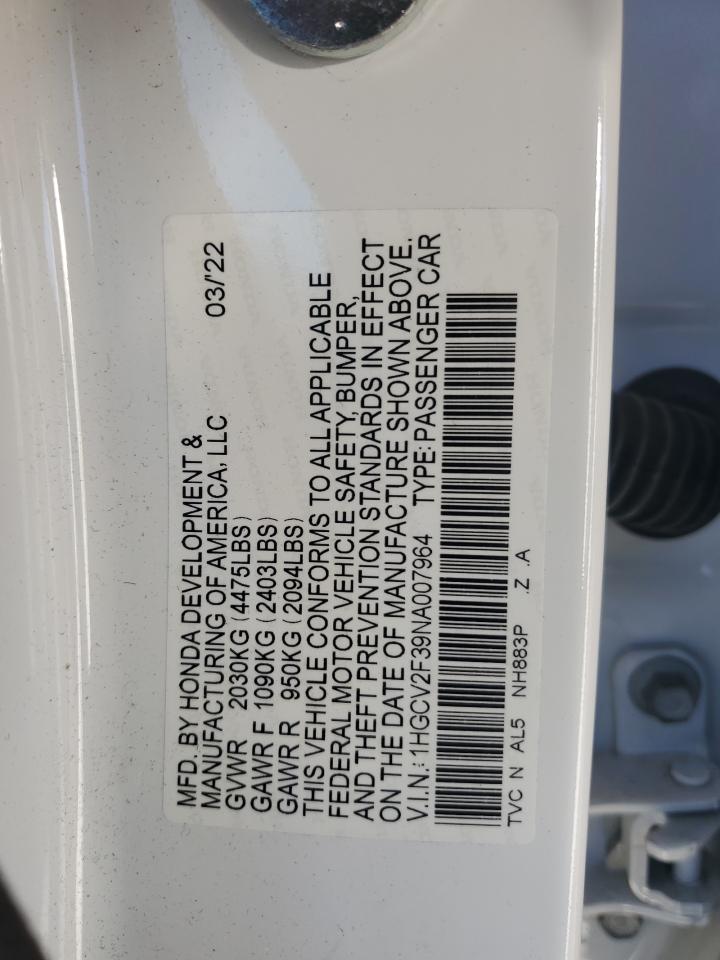 MFD. BY HONDA DEVELOPMENT &
MANUFACTURING OF AMERICA, LLC 03/'22
GVWR 2030KG (4475LBS)
GAWR F 1090KG (2403LBS)
GAWR R 950KG (2094LBS)
THIS VEHICLE CONFORMS TO ALL APPLICABLE
FEDERAL MOTOR VEHICLE SAFETY, BUMPER,
AND THEFT PREVENTION STANDARDS IN EFFECT
ON THE DATE OF MANUFACTURE SHOWN ABOVE.
V.I.N.: 1HGCV2F39NA007964 TYPE: PASSENGER CAR
TVC N AL5 NH883P .Z .A